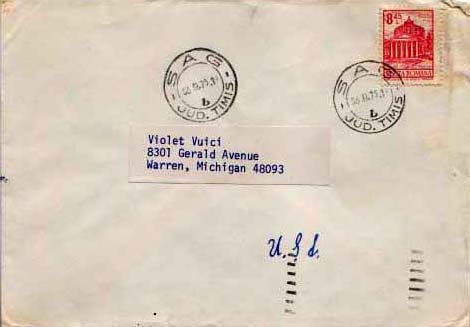 8 45
POSTA ROMANA
SAG
JUD. TIMIS
b
SAG
JUD. TIMIS
b
Violet Vuici
8301 Gerald Avenue
Warren, Michigan 48093
U.S.A.